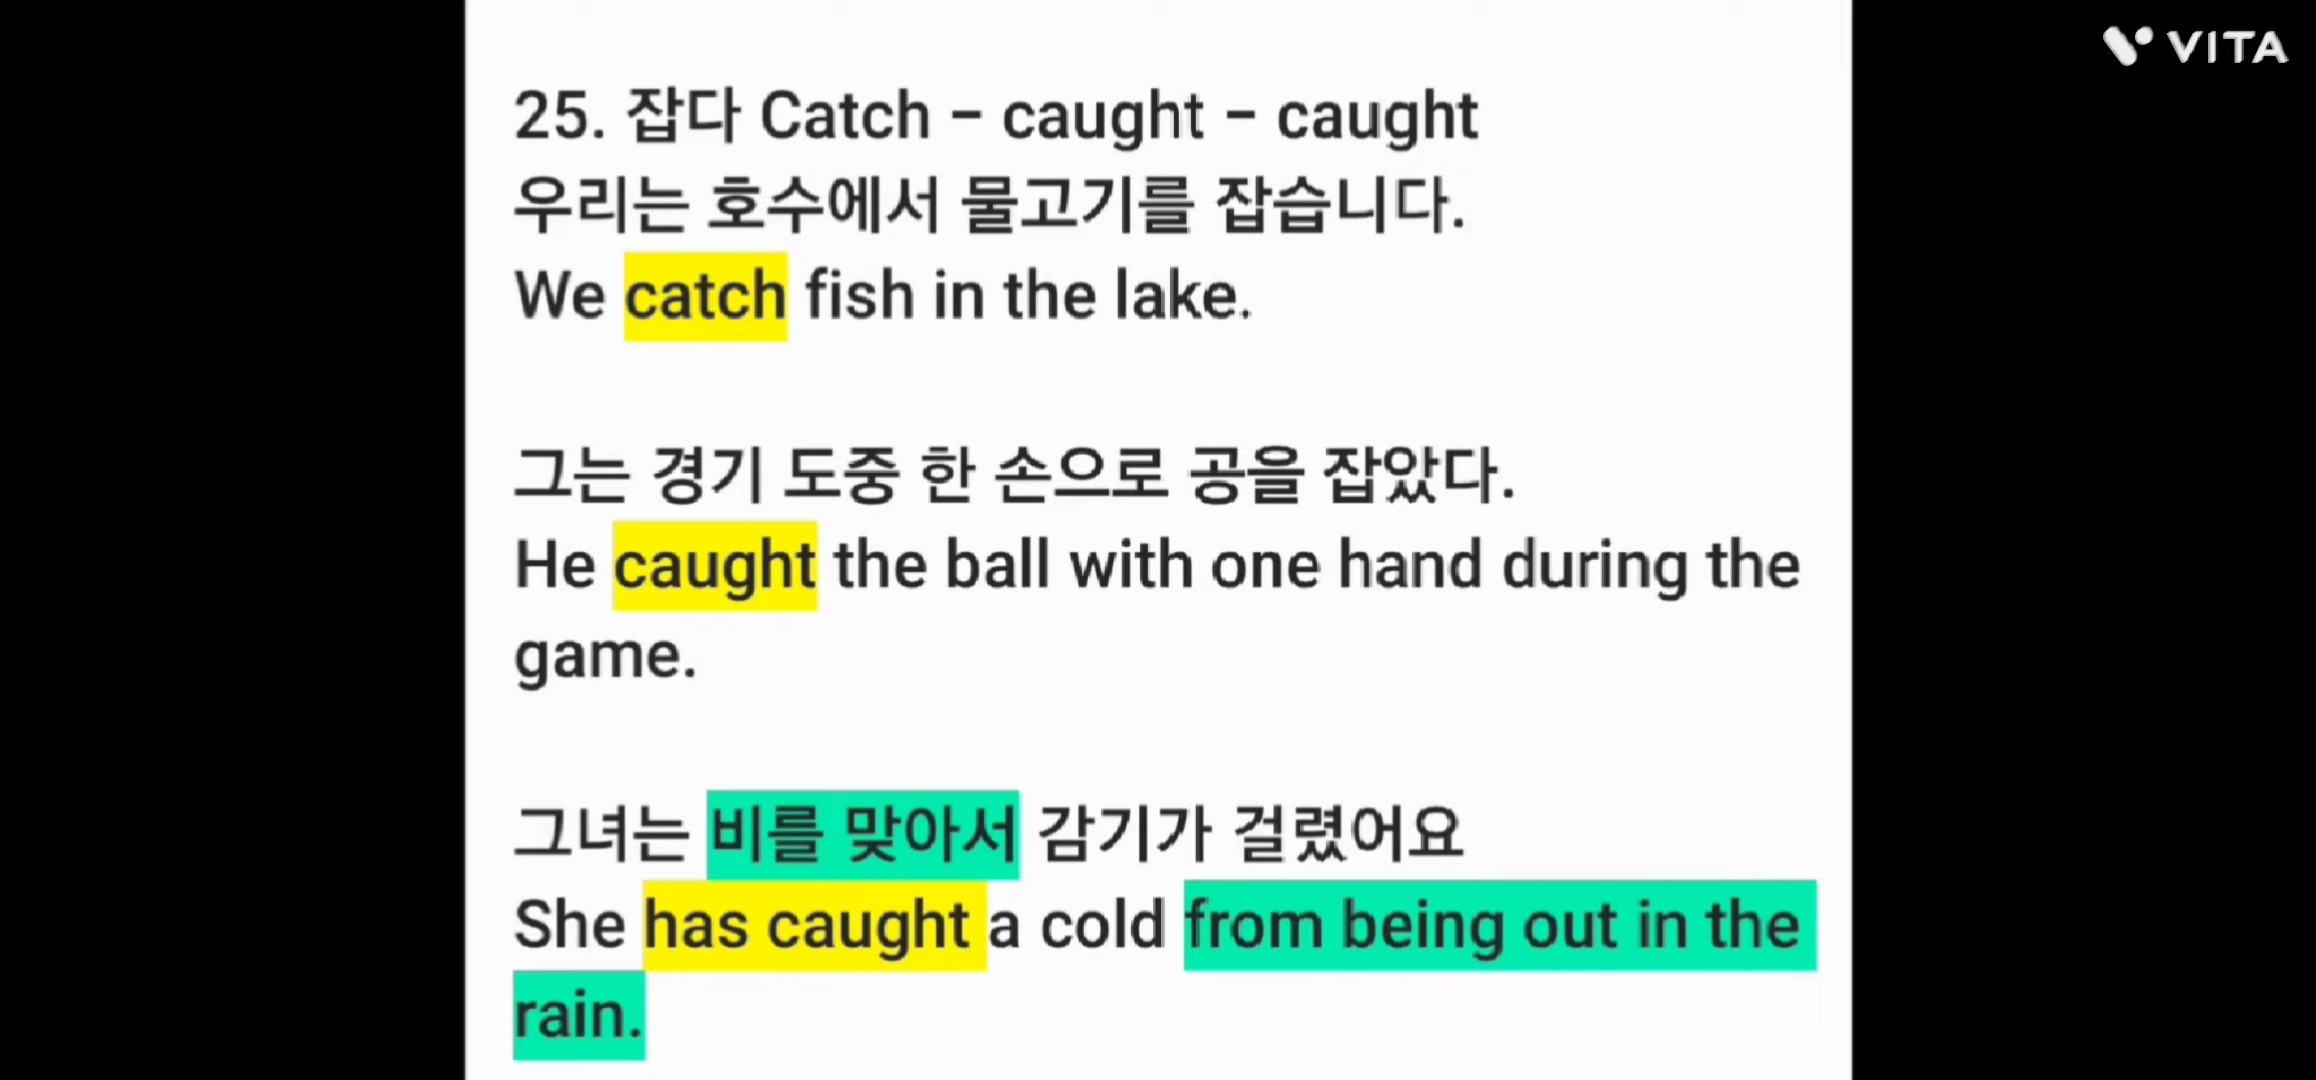 VITA
25. 잡다 Catch - caught - caught
우리는 호수에서 물고기를 잡습니다.
We catch fish in the lake.
그는 경기 도중 한 손으로 공을 잡았다.
He caught the ball with one hand during the
game.
그녀는 비를 맞아서 감기가 걸렸어요
She has caught a cold from being out in the
rain.